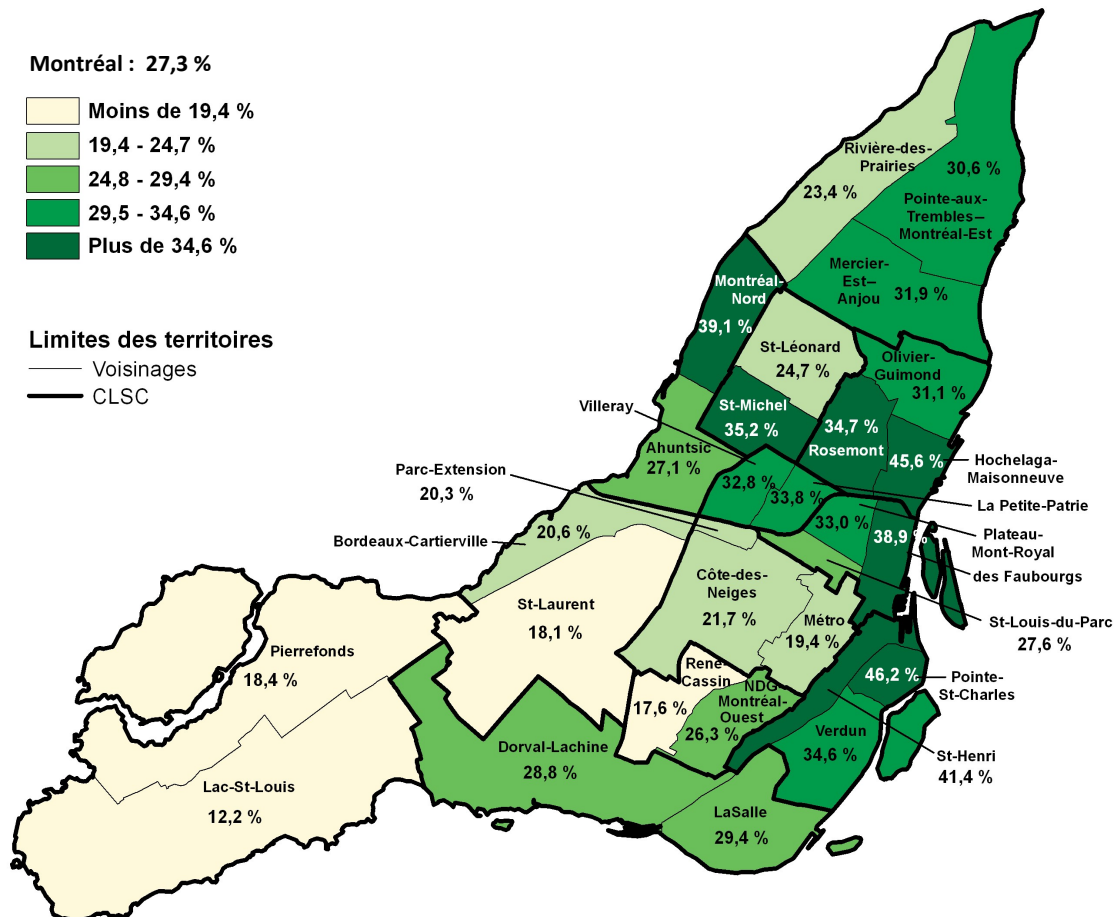 Montréal : 27,3 %
Moins de 19,4 %
19,4 - 24,7 %
24,8 - 29,4 %
29,5 - 34,6 %
Plus de 34,6 %
Limites des territoires
Voisinages
CLSC
Rivière-des-
Prairies
23,4 %
30,6 %
Pointe-aux-
Trembles–
Montréal-Est
Mercier-
Est–
Anjou
31,9 %
Montréal-
Nord
39,1 %
St-Léonard
24,7 %
Olivier-
Guimond
31,1 %
Villeray
St-Michel
35,2 %
34,7 %
Rosemont
45,6 %
Hochelaga-
Maisonneuve
Ahuntsic
27,1 %
Parc-Extension
20,3 %
32,8 %
33,8 %
La Petite-Patrie
33,0 %
Plateau-
Mont-Royal
38,9 %
des Faubourgs
Bordeaux-Cartierville
20,6 %
Côte-des-
Neiges
21,7 %
Métro
19,4 %
St-Louis-du-Parc
27,6 %
St-Laurent
18,1 %
Pierrefonds
18,4 %
René-
Cassin
17,6 %
NDG-
Montréal-
Ouest
26,3 %
46,2 %
Pointe-
St-Charles
Verdun
34,6 %
St-Henri
41,4 %
Dorval-Lachine
28,8 %
Lac-St-Louis
12,2 %
LaSalle
29,4 %